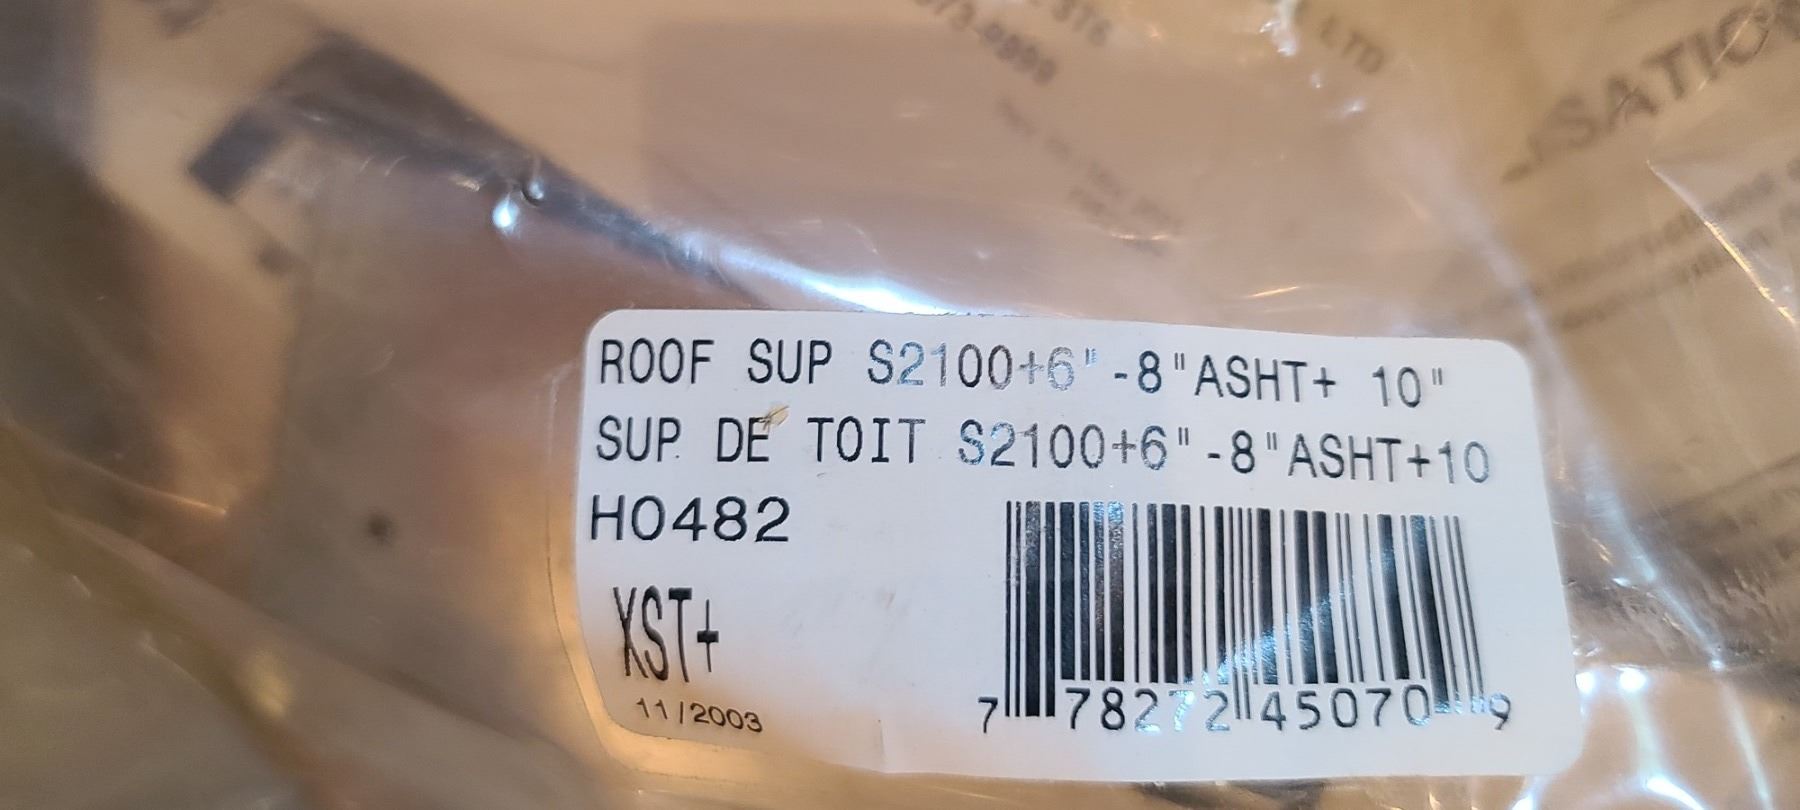 LTD
ROOF SUP S2100+6"-8"ASHT+ 10"
SUP. DE TOIT S2100+6"-8"ASHT+10
H0482
XST+
11/2003
7 78272 45070 9